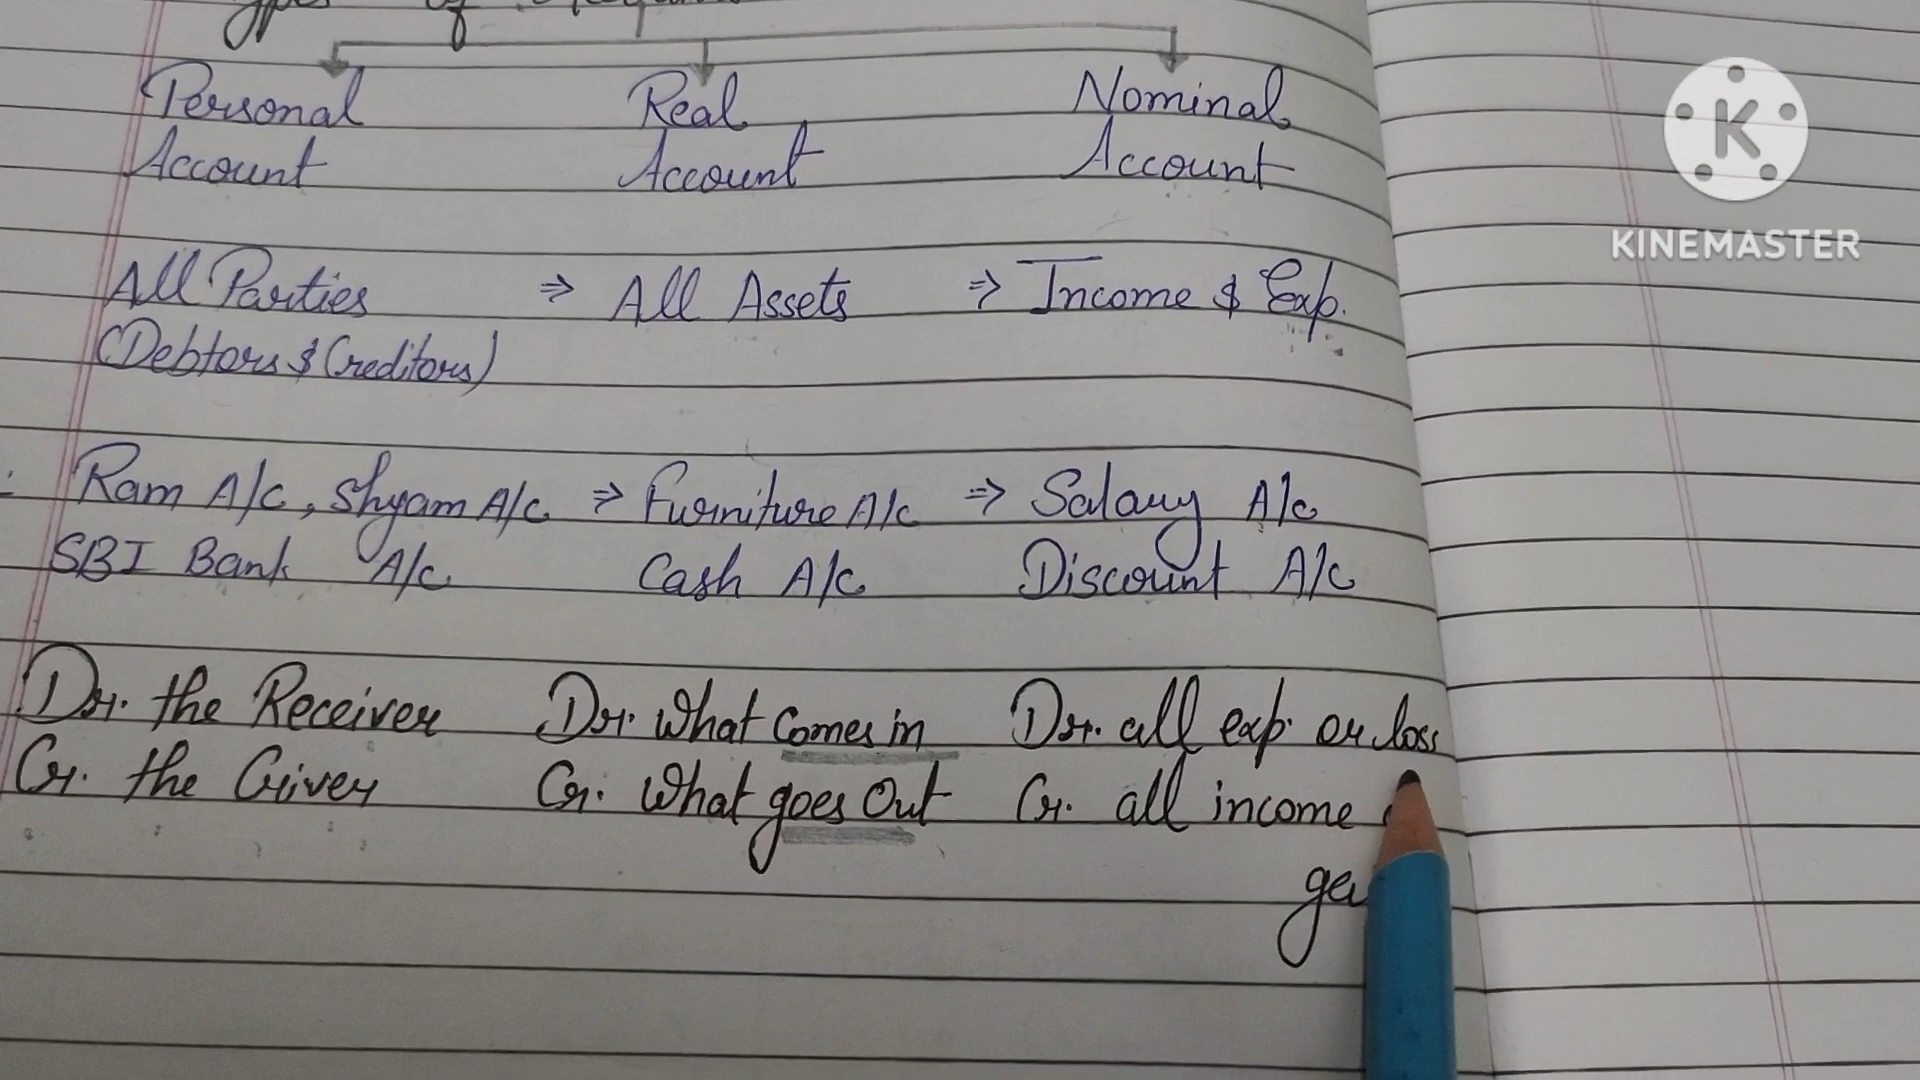 Types of
Personal Account
Real Account
Nominal Account
All Parties ⇒ All Assets ⇒ Income & Exp.
(Debtors & Creditors)
Ram A/c, Shyam A/c ⇒ Furniture A/c ⇒ Salary A/c
SBI Bank A/c Cash A/c Discount A/c
Dr. the Receiver Dr. What Comes in Dr. all exp. or loss
Cr. the Giver Cr. What goes Out Cr. all income
KINEMASTER